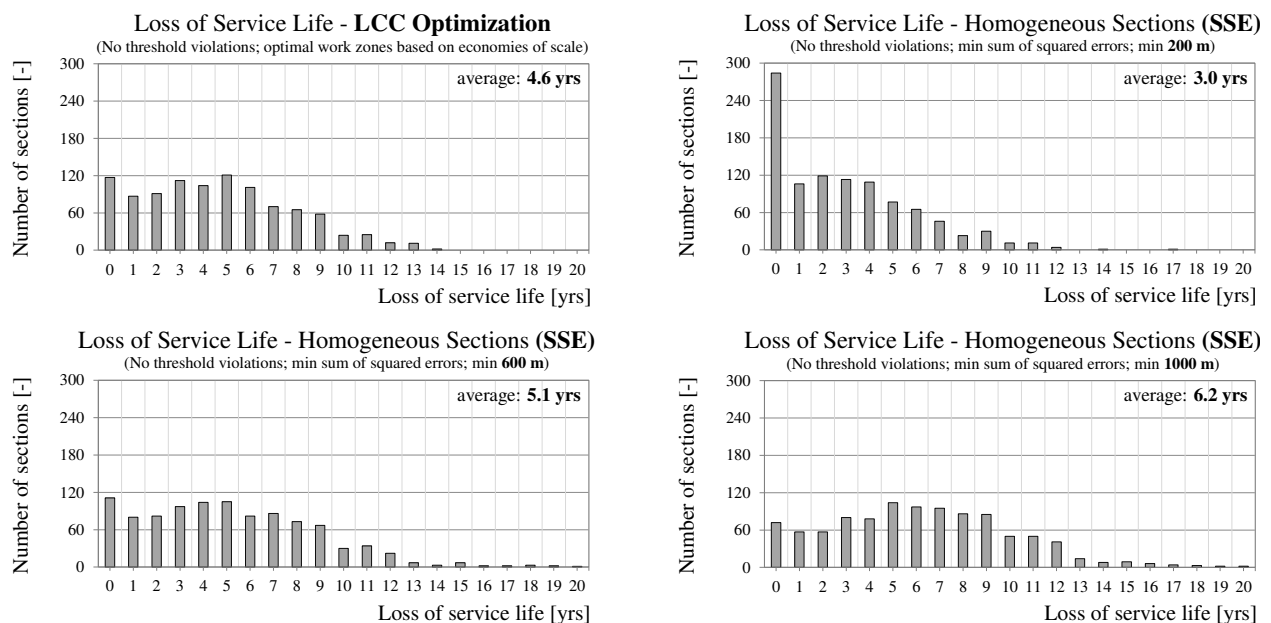 Loss of Service Life - LCC Optimization
(No threshold violations; optimal work zones based on economies of scale)
average: 4.6 yrs
Number of sections [-]
300
240
180
120
60
0
0 1 2 3 4 5 6 7 8 9 10 11 12 13 14 15 16 17 18 19 20
Loss of service life [yrs]
Loss of Service Life - Homogeneous Sections (SSE)
(No threshold violations; min sum of squared errors; min 200 m)
average: 3.0 yrs
Number of sections [-]
300
240
180
120
60
0
0 1 2 3 4 5 6 7 8 9 10 11 12 13 14 15 16 17 18 19 20
Loss of service life [yrs]
Loss of Service Life - Homogeneous Sections (SSE)
(No threshold violations; min sum of squared errors; min 600 m)
average: 5.1 yrs
Number of sections [-]
300
240
180
120
60
0
0 1 2 3 4 5 6 7 8 9 10 11 12 13 14 15 16 17 18 19 20
Loss of service life [yrs]
Loss of Service Life - Homogeneous Sections (SSE)
(No threshold violations; min sum of squared errors; min 1000 m)
average: 6.2 yrs
Number of sections [-]
300
240
180
120
60
0
0 1 2 3 4 5 6 7 8 9 10 11 12 13 14 15 16 17 18 19 20
Loss of service life [yrs]